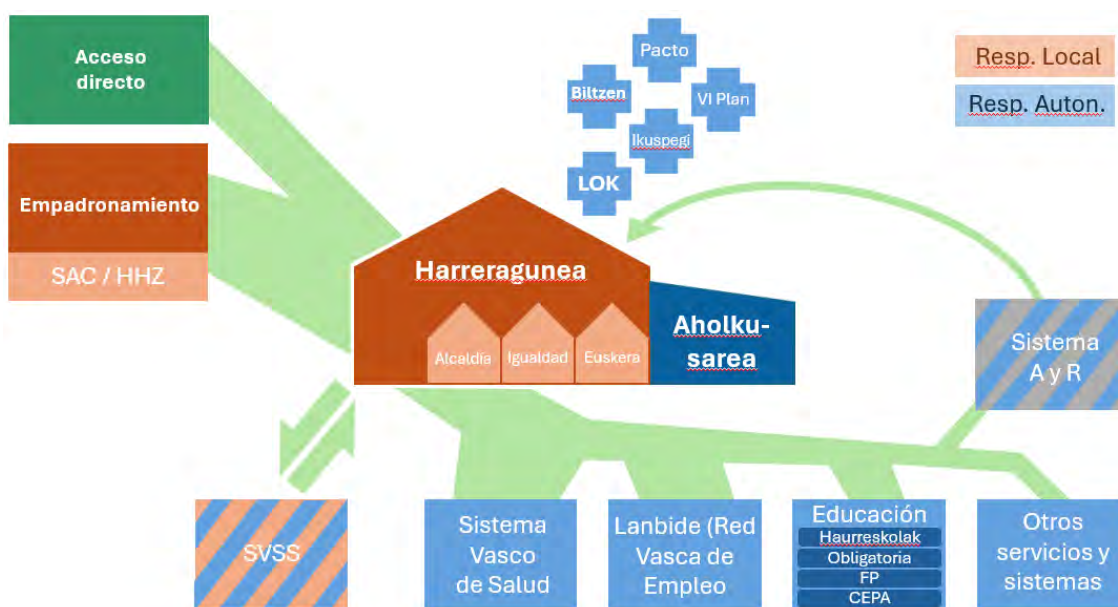 Acceso
directo
Empadronamiento
SAC / HHZ
Pacto
Biltzen
VI Plan
Ikuspegi
LOK
Resp. Local
Resp. Auton.
Harreragunea
Alcaldía
Igualdad
Euskera
Aholku-
sarea
Sistema
A y R
SVSS
Sistema
Vasco
de Salud
Lanbide (Red
Vasca de
Empleo
Educación
Haurreskolak
Obligatoria
FP
CEPA
Otros
servicios y
sistemas